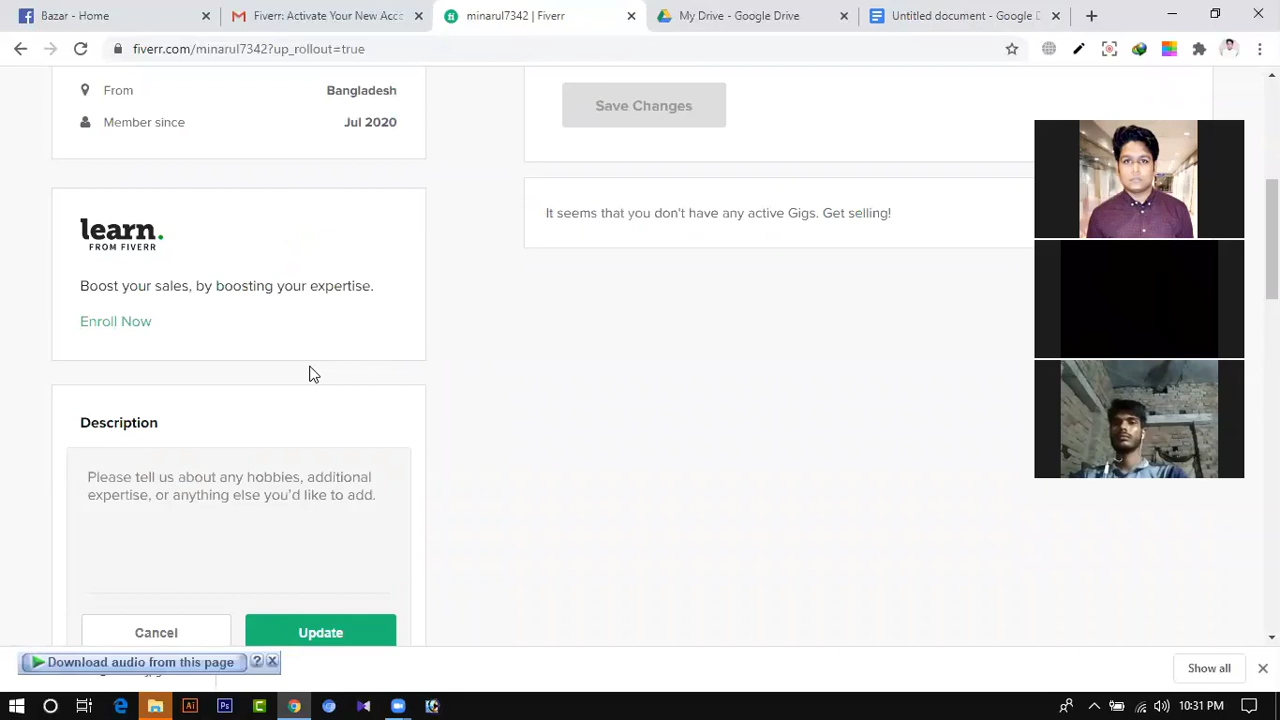 Bazar - Home
Fiverr: Activate Your New Acco
minarul7342 | Fiverr
My Drive - Google Drive
Untitled document - Google D
fiverr.com/minarul7342?up_rollout=true
From
Bangladesh
Member since
Jul 2020
Save Changes
It seems that you don't have any active Gigs. Get selling!
learn.
FROM FIVERR
Boost your sales, by boosting your expertise.
Enroll Now
Description
Please tell us about any hobbies, additional
expertise, or anything else you'd like to add.
Cancel
Update
Download audio from this page
?
Show all
10:31 PM